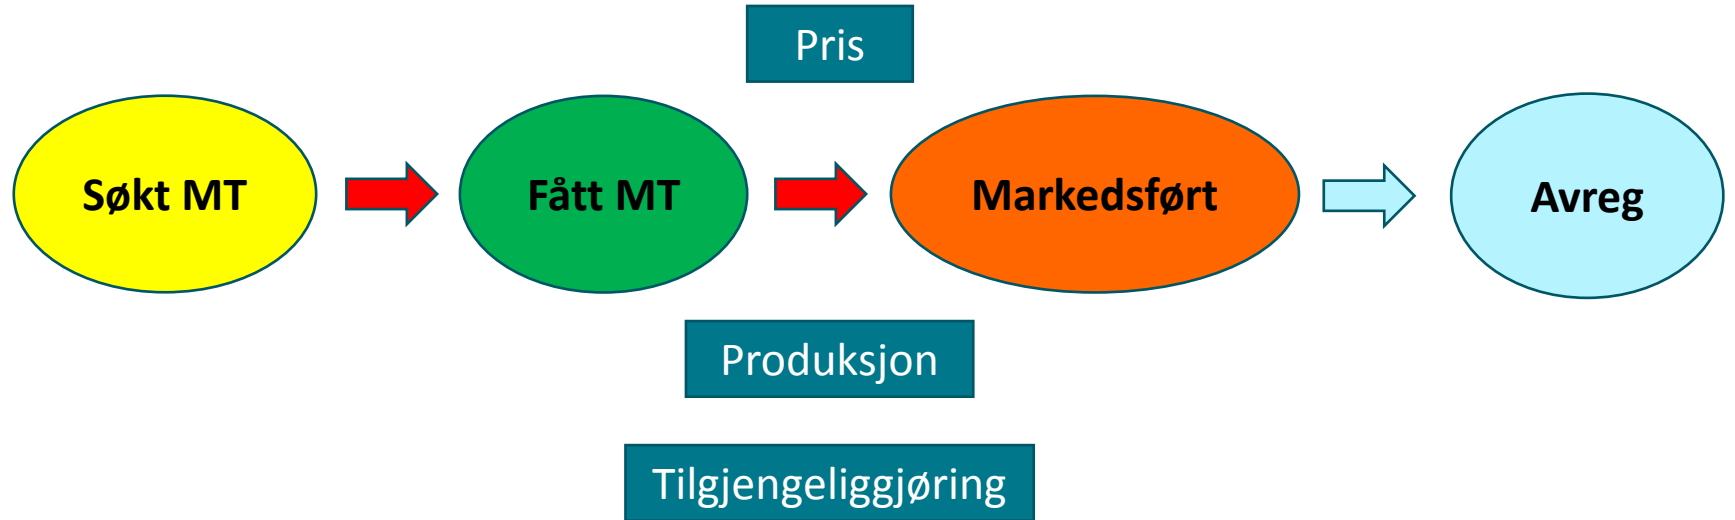 Pris
Søkt MT
Fått MT
Markedsført
Avreg
Produksjon
Tilgjengeliggjøring